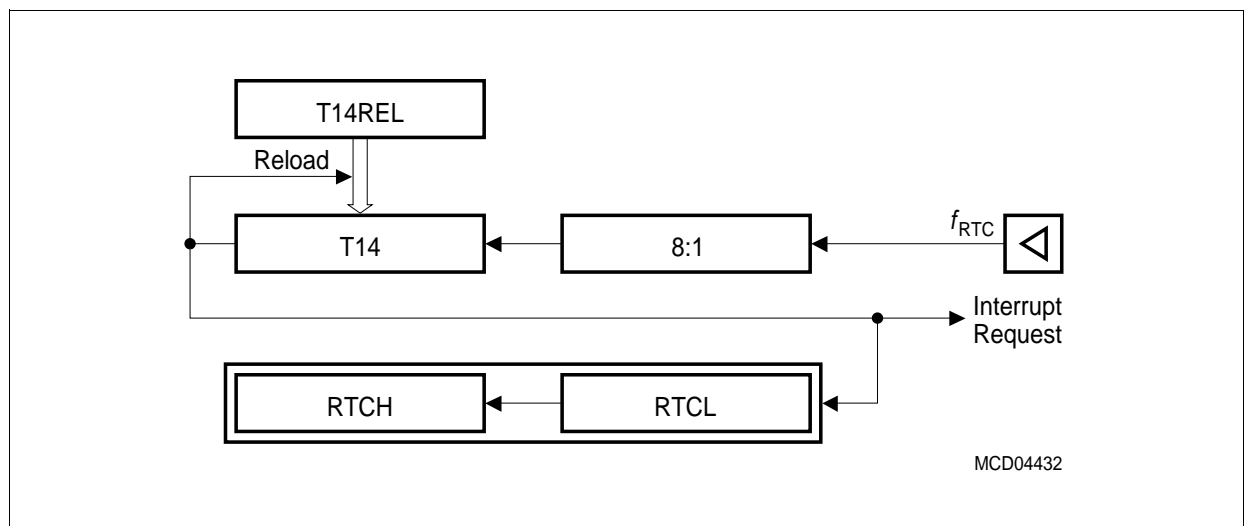 T14REL
Reload
T14
8:1
fRTC
Interrupt
Request
RTCH
RTCL
MCD04432